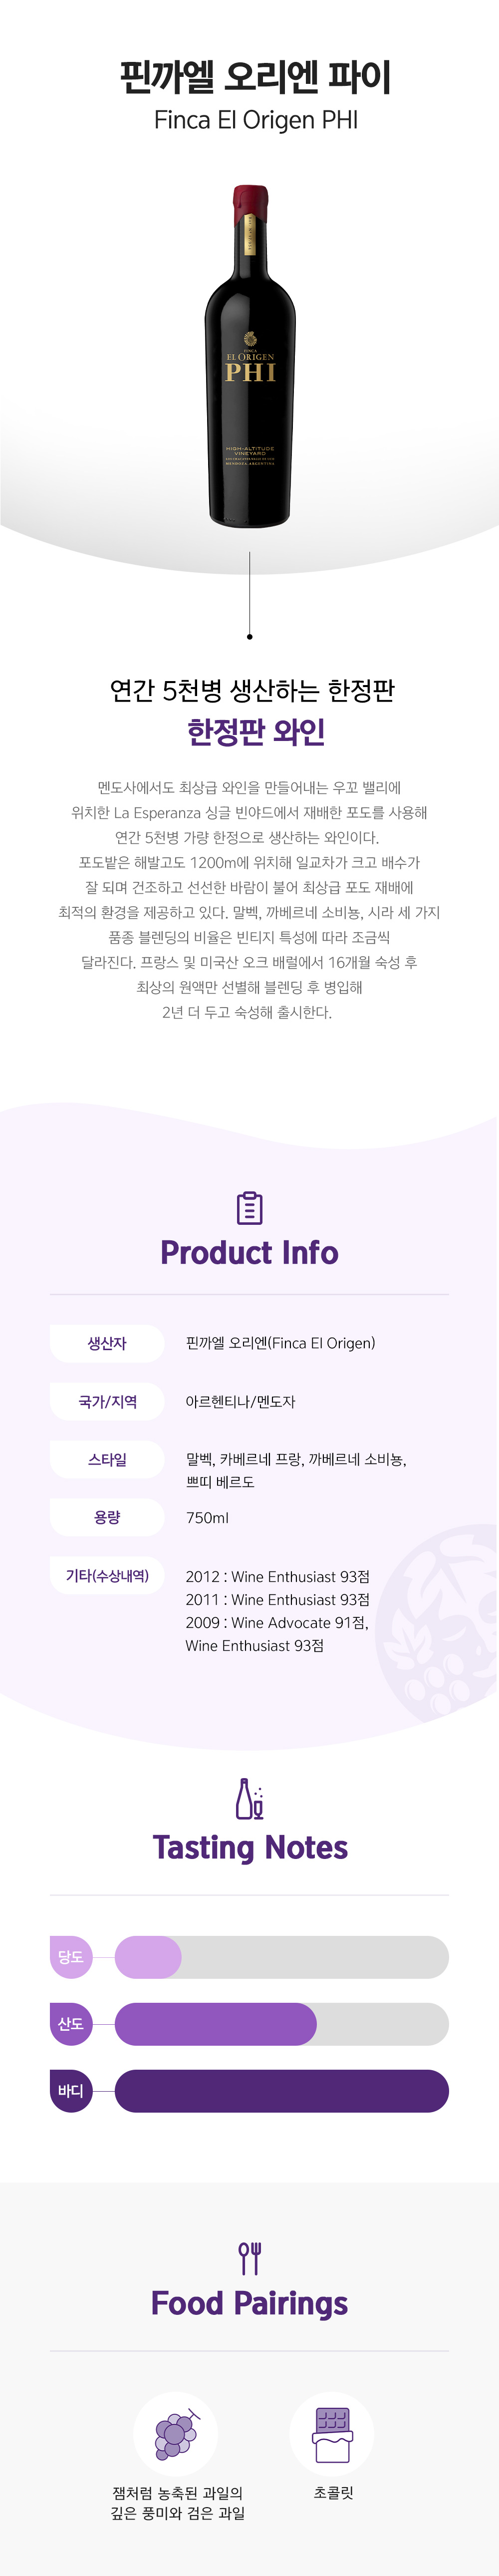 핀까엘 오리엔 파이
Finca El Origen PHI
FINCA
EL ORIGEN
PHI
HIGH-ALTITUDE
VINEYARD
MENDOZA, ARGENTINA
연간 5천병 생산하는 한정판
한정판 와인
멘도사에서도 최상급 와인을 만들어내는 우꼬 밸리에
위치한 La Esperanza 싱글 빈야드에서 재배한 포도를 사용해
연간 5천병 가량 한정으로 생산하는 와인이다.
포도밭은 해발고도 1200m에 위치해 일교차가 크고 배수가
잘 되며 건조하고 선선한 바람이 불어 최상급 포도 재배에
최적의 환경을 제공하고 있다. 말벡, 까베르네 소비뇽, 시라 세 가지
품종 블렌딩의 비율은 빈티지 특성에 따라 조금씩
달라진다. 프랑스 및 미국산 오크 배럴에서 16개월 숙성 후
최상의 원액만 선별해 블렌딩 후 병입해
2년 더 두고 숙성해 출시한다.
Product Info
생산자 핀까엘 오리엔(Finca El Origen)
국가/지역 아르헨티나/멘도자
스타일 말벡, 카베르네 프랑, 까베르네 소비뇽,
쁘띠 베르도
용량 750ml
기타(수상내역) 2012 : Wine Enthusiast 93점
2011 : Wine Enthusiast 93점
2009 : Wine Advocate 91점,
Wine Enthusiast 93점
Tasting Notes
당도
산도
바디
Food Pairings
잼처럼 농축된 과일의
깊은 풍미와 검은 과일
초콜릿